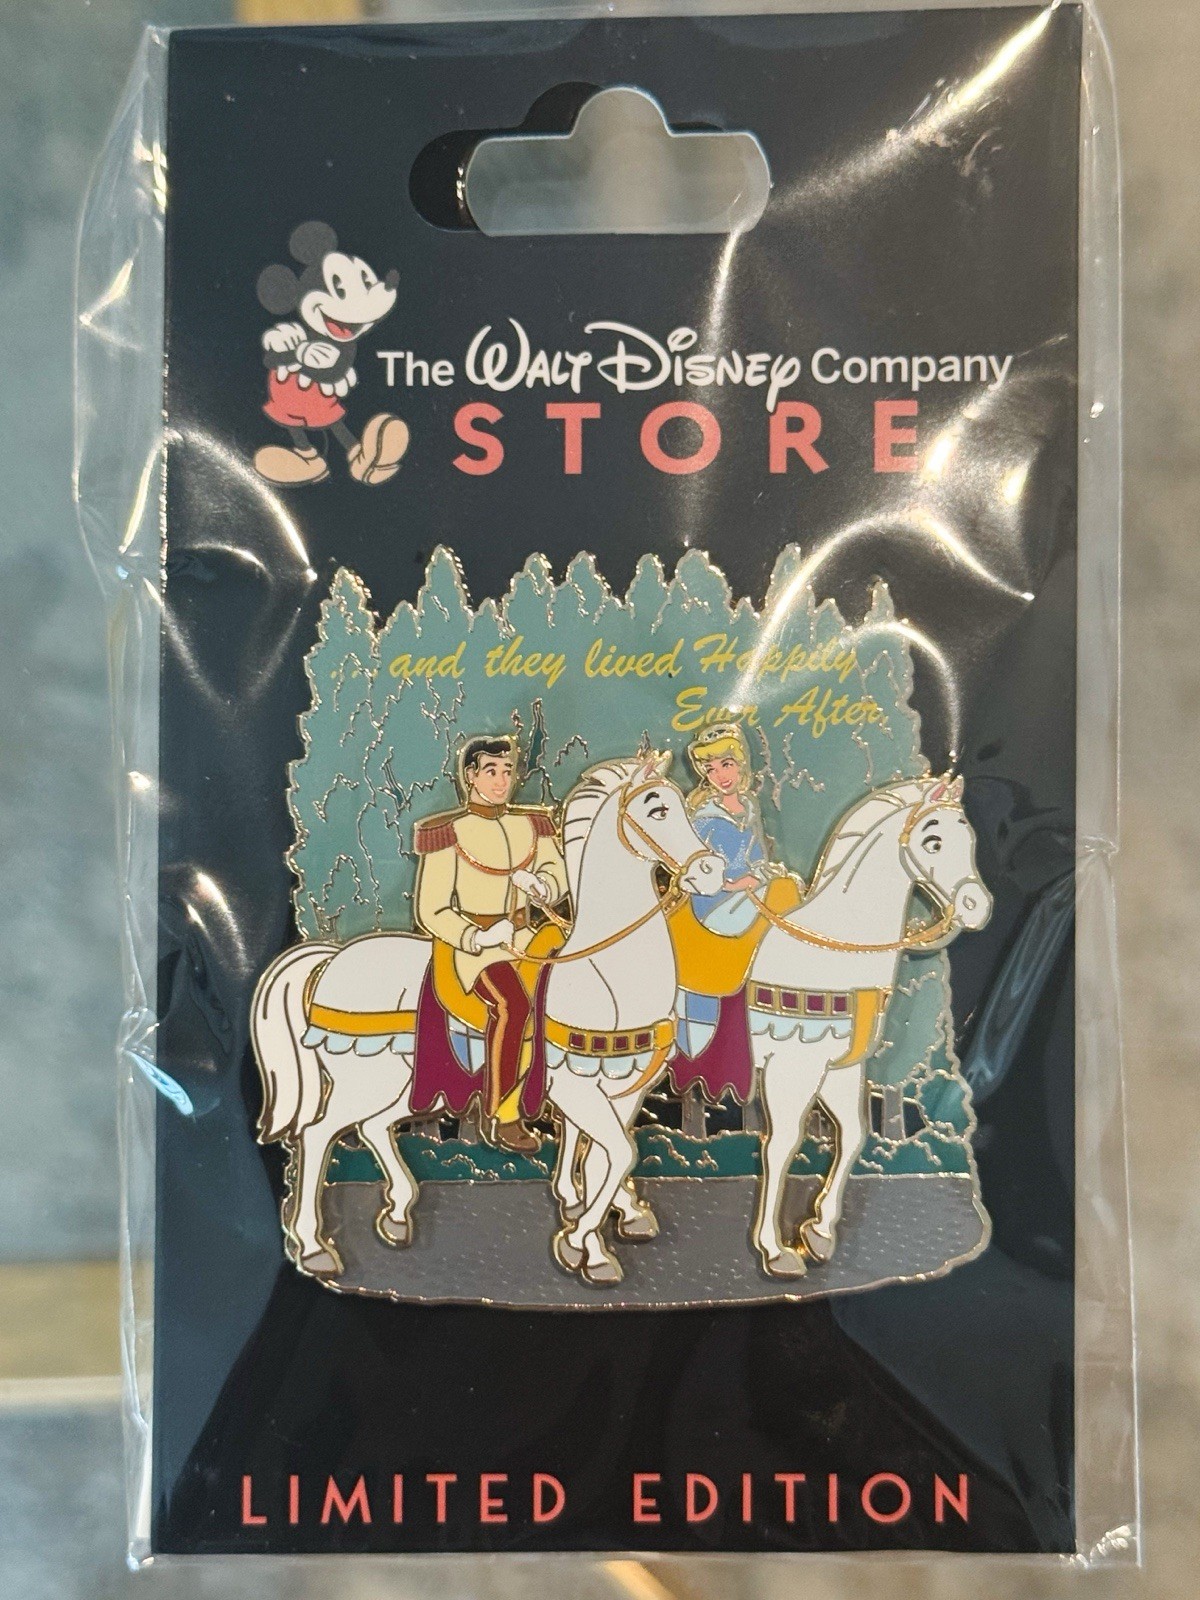 The Walt Disney Company
STORE
... and they lived Happily
Ever After
LIMITED EDITION